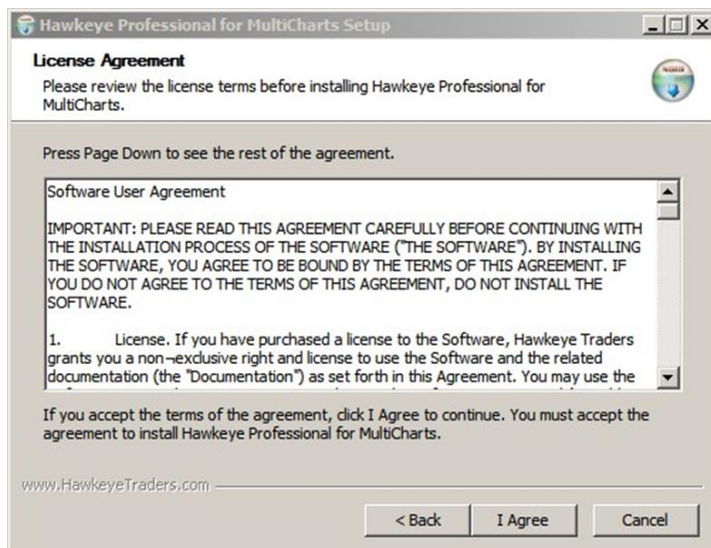 Hawkeye Professional for MultiCharts Setup
License Agreement
Please review the license terms before installing Hawkeye Professional for
MultiCharts.
Press Page Down to see the rest of the agreement.
Software User Agreement
IMPORTANT: PLEASE READ THIS AGREEMENT CAREFULLY BEFORE CONTINUING WITH
THE INSTALLATION PROCESS OF THE SOFTWARE ("THE SOFTWARE"). BY INSTALLING
THE SOFTWARE, YOU AGREE TO BE BOUND BY THE TERMS OF THIS AGREEMENT. IF
YOU DO NOT AGREE TO THE TERMS OF THIS AGREEMENT, DO NOT INSTALL THE
SOFTWARE.
1. License. If you have purchased a license to the Software, Hawkeye Traders
grants you a non¬exclusive right and license to use the Software and the related
documentation (the "Documentation") as set forth in this Agreement. You may use the
If you accept the terms of the agreement, click I Agree to continue. You must accept the
agreement to install Hawkeye Professional for MultiCharts.
www.HawkeyeTraders.com
< Back I Agree Cancel